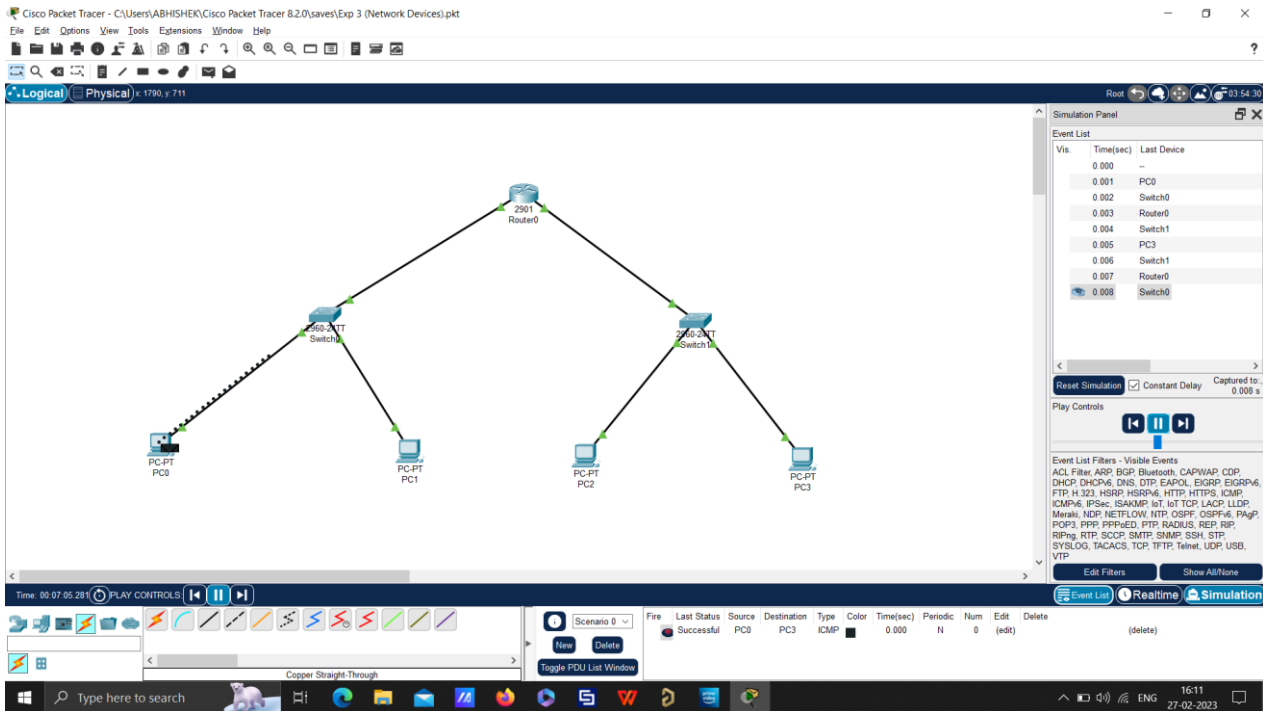 Cisco Packet Tracer - C:\Users\ABHISHEK\Cisco Packet Tracer 8.2.0\saves\Exp 3 (Network Devices).pkt
File Edit Options View Tools Extensions Window Help
?
Logical Physical x: 1790, y: 711
Root 03:54:30
Simulation Panel
Event List
Vis. Time(sec) Last Device
0.000 --
0.001 PC0
0.002 Switch0
0.003 Router0
0.004 Switch1
0.005 PC3
0.006 Switch1
0.007 Router0
0.008 Switch0
Reset Simulation Constant Delay Captured to:
0.008 s
Play Controls
Event List Filters - Visible Events
ACL Filter, ARP, BGP, Bluetooth, CAPWAP, CDP,
DHCP, DHCPv6, DNS, DTP, EAPOL, EIGRP, EIGRPv6,
FTP, H.323, HSRP, HSRPv6, HTTP, HTTPS, ICMP,
ICMPv6, IPSec, ISAKMP, IoT, IoT TCP, LACP, LLDP,
Meraki, NDP, NETFLOW, NTP, OSPF, OSPFv6, PAgP,
POP3, PPP, PPPoED, PTP, RADIUS, REP, RIP,
RIPng, RTP, SCCP, SMTP, SNMP, SSH, STP,
SYSLOG, TACACS, TCP, TFTP, Telnet, UDP, USB,
VTP
Edit Filters Show All/None
2901
Router0
2960-24TT
Switch0
2960-24TT
Switch1
PC-PT
PC0
PC-PT
PC1
PC-PT
PC2
PC-PT
PC3
Time: 00:07:05.281 PLAY CONTROLS:
Event List Realtime Simulation
Scenario 0
New Delete
Toggle PDU List Window
Fire Last Status Source Destination Type Color Time(sec) Periodic Num Edit Delete
Successful PC0 PC3 ICMP 0.000 N 0 (edit) (delete)
Copper Straight-Through
Type here to search
prime video
ENG
16:11
27-02-2023